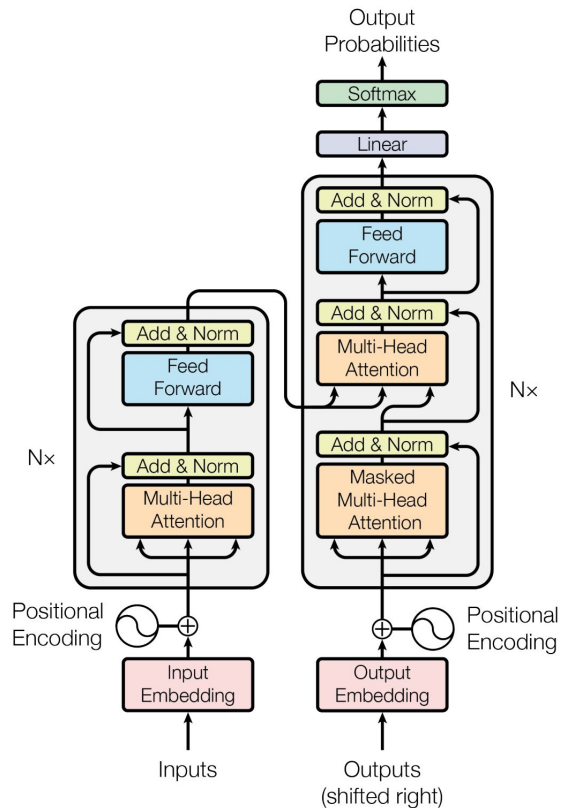 Output
Probabilities
Softmax
Linear
Add & Norm
Feed
Forward
Add & Norm
Multi-Head
Attention
Nx
Add & Norm
Masked
Multi-Head
Attention
Add & Norm
Feed
Forward
Nx
Add & Norm
Multi-Head
Attention
Positional
Encoding
Positional
Encoding
Input
Embedding
Output
Embedding
Inputs
Outputs
(shifted right)